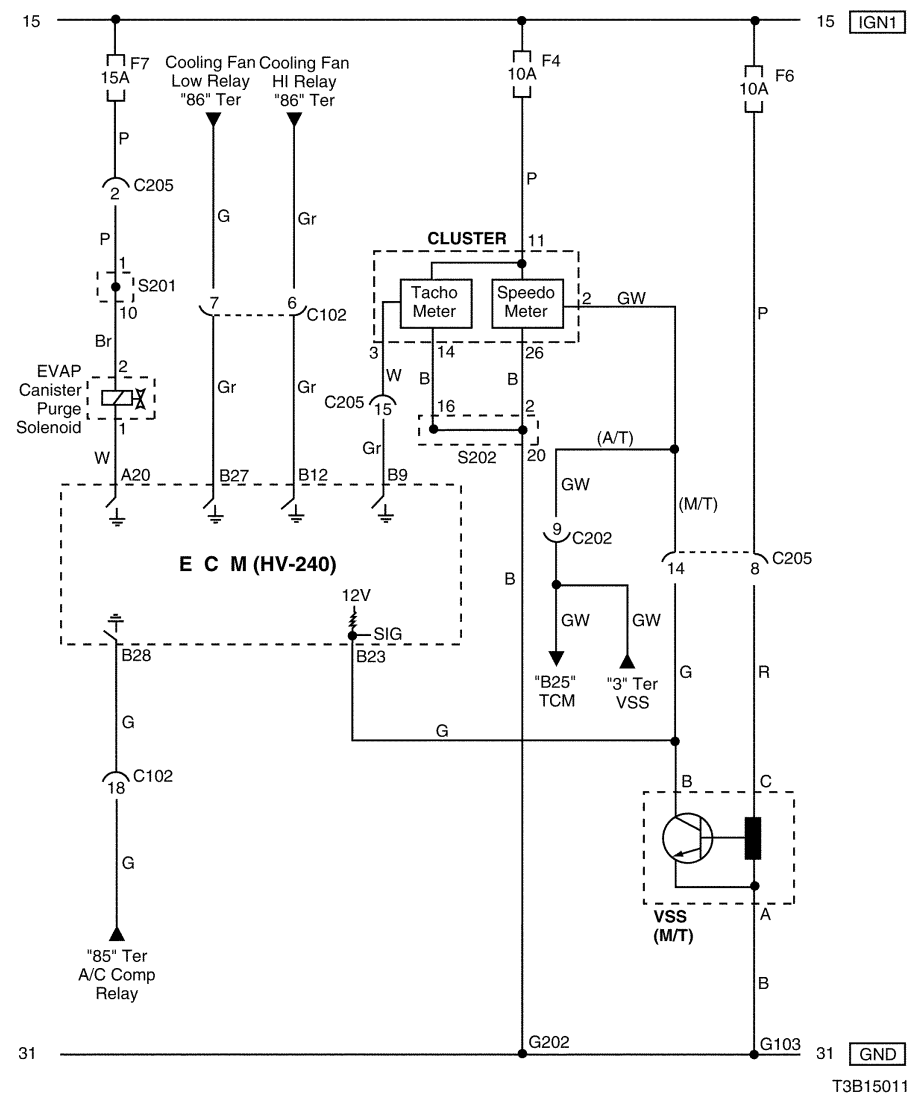 15
15
IGN1
F7
15A
Cooling Fan
Low Relay
"86" Ter
Cooling Fan
HI Relay
"86" Ter
F4
10A
F6
10A
P
C205
2
P
G
Gr
P
CLUSTER
11
1
S201
10
Tacho
Meter
Speedo
Meter
2
GW
7
6
C102
P
Br
3
14
26
EVAP
Canister
Purge
Solenoid
2
1
Gr
Gr
W
B
B
C205
15
16
2
Gr
S202
20
(A/T)
W
A20
B27
B12
B9
GW
(M/T)
9
C202
E C M (HV-240)
14
8
C205
B
12V
SIG
GW
GW
B28
B23
"B25"
TCM
"3" Ter
VSS
G
R
G
G
C102
18
B
C
G
VSS
(M/T)
A
"85" Ter
A/C Comp
Relay
B
31
G202
G103
31
GND
T3B15011